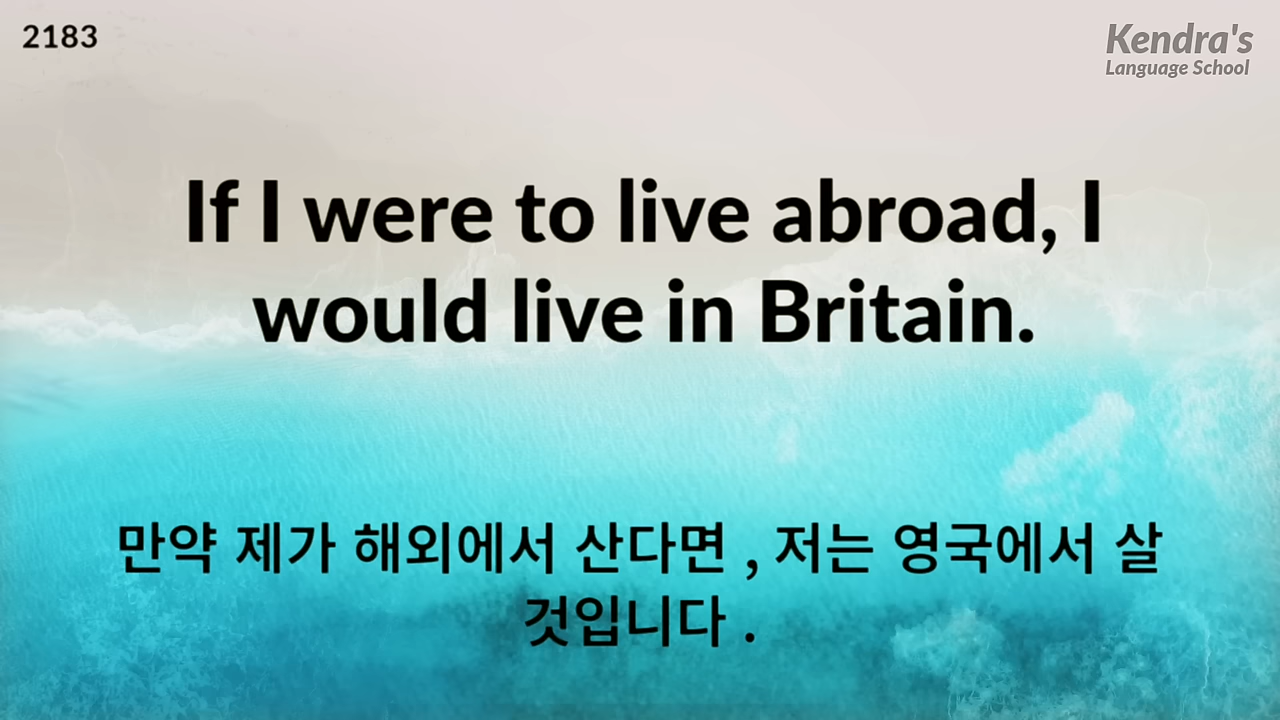 2183
Kendra's
Language School
If I were to live abroad, I
would live in Britain.
만약 제가 해외에서 산다면 , 저는 영국에서 살
것입니다 .